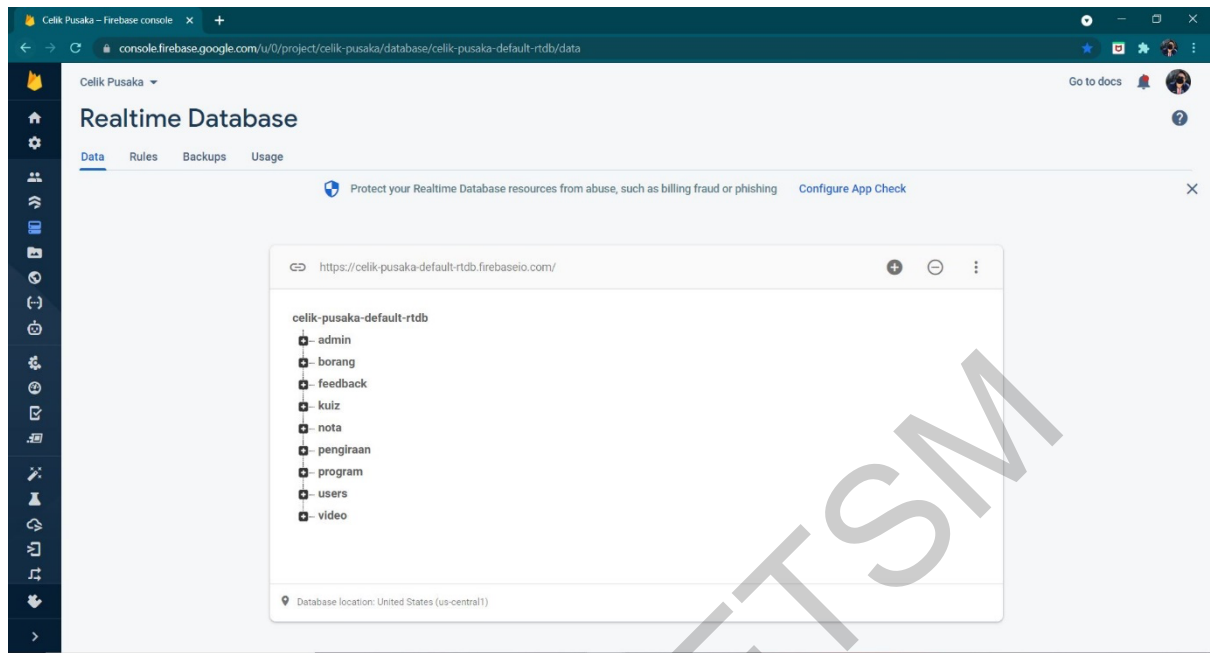 Celik Pusaka – Firebase console
console.firebase.google.com/u/0/project/celik-pusaka/database/celik-pusaka-default-rtdb/data
Celik Pusaka
Go to docs
Realtime Database
Data Rules Backups Usage
Protect your Realtime Database resources from abuse, such as billing fraud or phishing Configure App Check
https://celik-pusaka-default-rtdb.firebaseio.com/
celik-pusaka-default-rtdb
admin
borang
feedback
kuiz
nota
pengiraan
program
users
video
Database location: United States (us-central1)